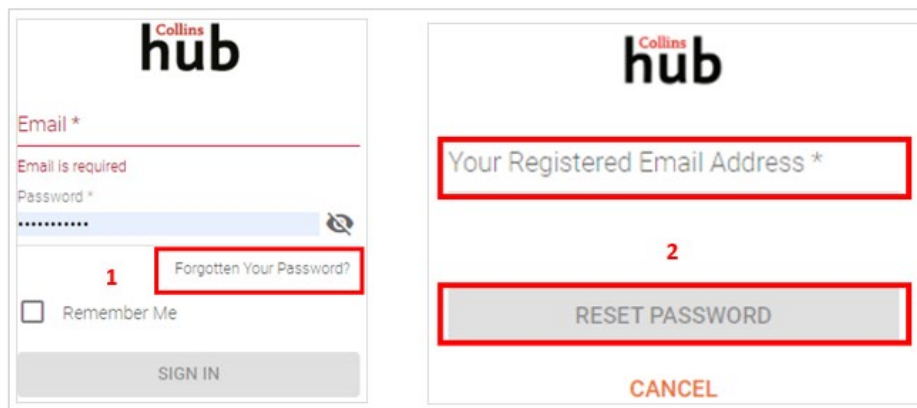 Collins
hub
Email *
Email is required
Password *
•••••••••••
1
Forgotten Your Password?
Remember Me
SIGN IN
Collins
hub
Your Registered Email Address *
2
RESET PASSWORD
CANCEL